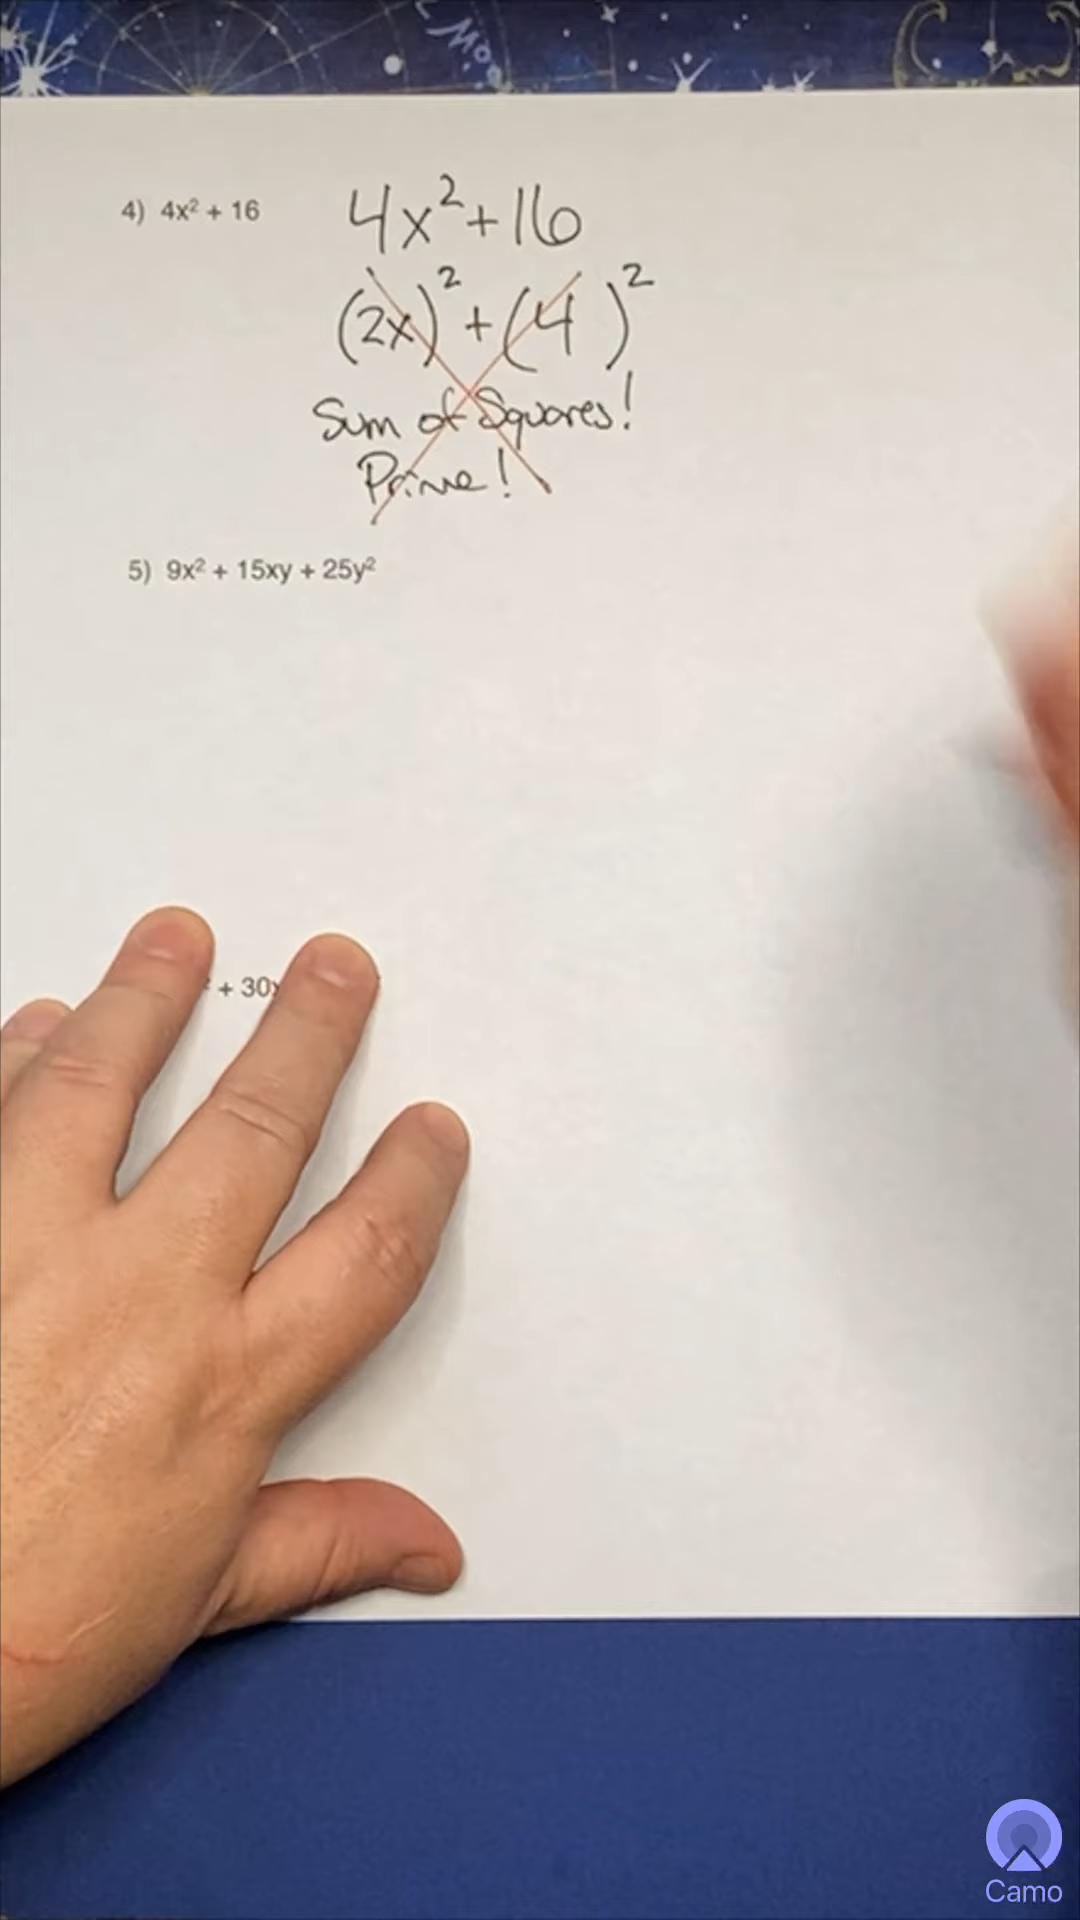 Mo
4) 4x² + 16
4x² + 16
(2x)² + (4)²
Sum of Squares!
Prime!
5) 9x² + 15xy + 25y²
+ 30
Camo